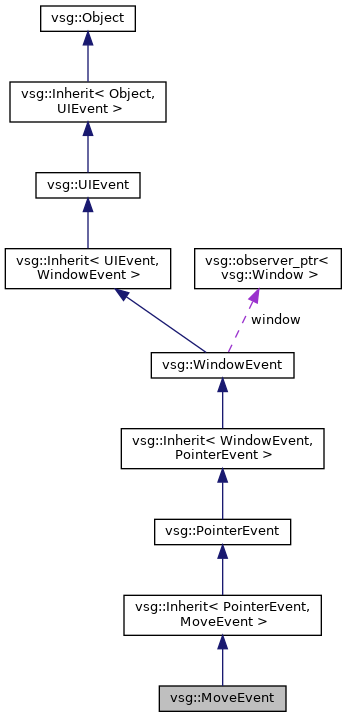 vsg::Object
vsg::Inherit< Object,
UIEvent >
vsg::UIEvent
vsg::Inherit< UIEvent,
WindowEvent >
vsg::observer_ptr<
vsg::Window >
window
vsg::WindowEvent
vsg::Inherit< WindowEvent,
PointerEvent >
vsg::PointerEvent
vsg::Inherit< PointerEvent,
MoveEvent >
vsg::MoveEvent